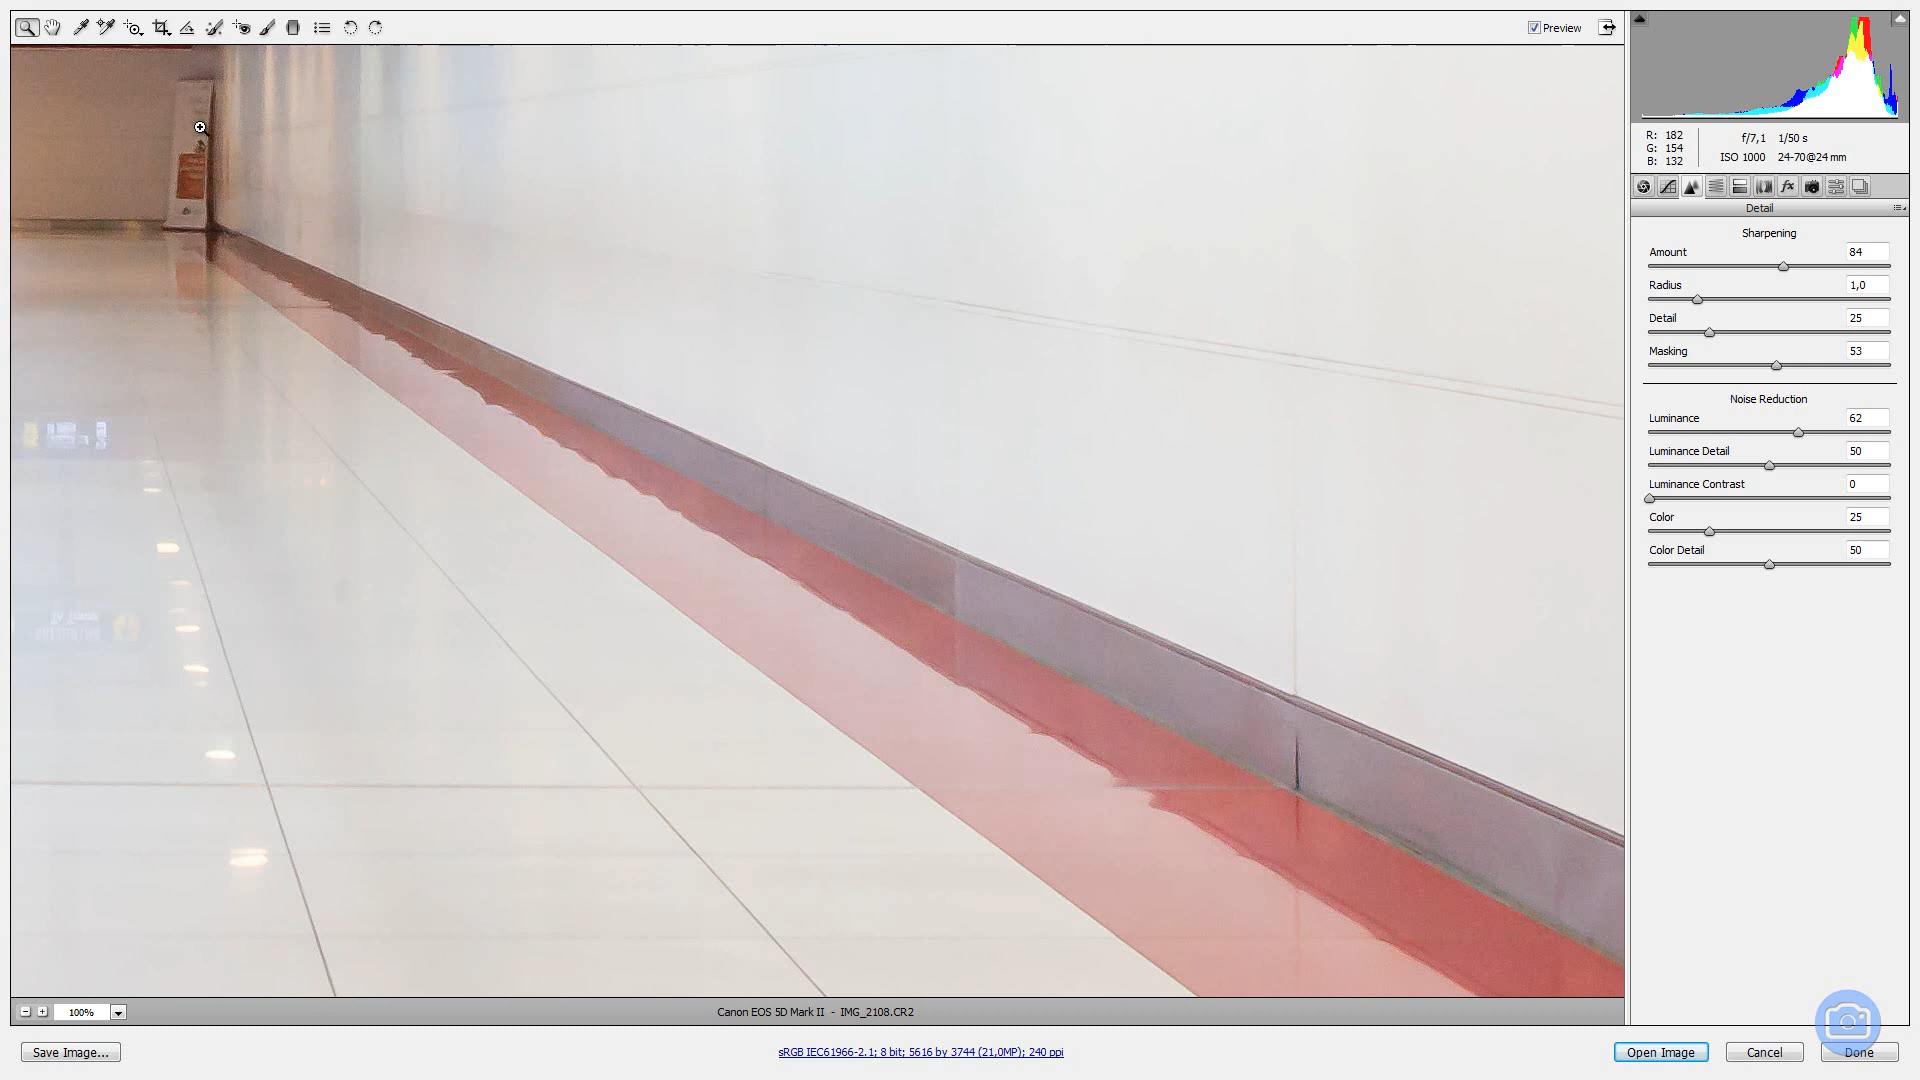 Preview
R: 182
G: 154
B: 132
f/7,1 1/50 s
ISO 1000 24-70@24 mm
fx
Detail
Sharpening
Amount 84
Radius 1,0
Detail 25
Masking 53
Noise Reduction
Luminance 62
Luminance Detail 50
Luminance Contrast 0
Color 25
Color Detail 50
100%
Canon EOS 5D Mark II - IMG_2108.CR2
Save Image...
sRGB IEC61966-2.1; 8 bit; 5616 by 3744 (21,0MP); 240 ppi
Open Image
Cancel
Done